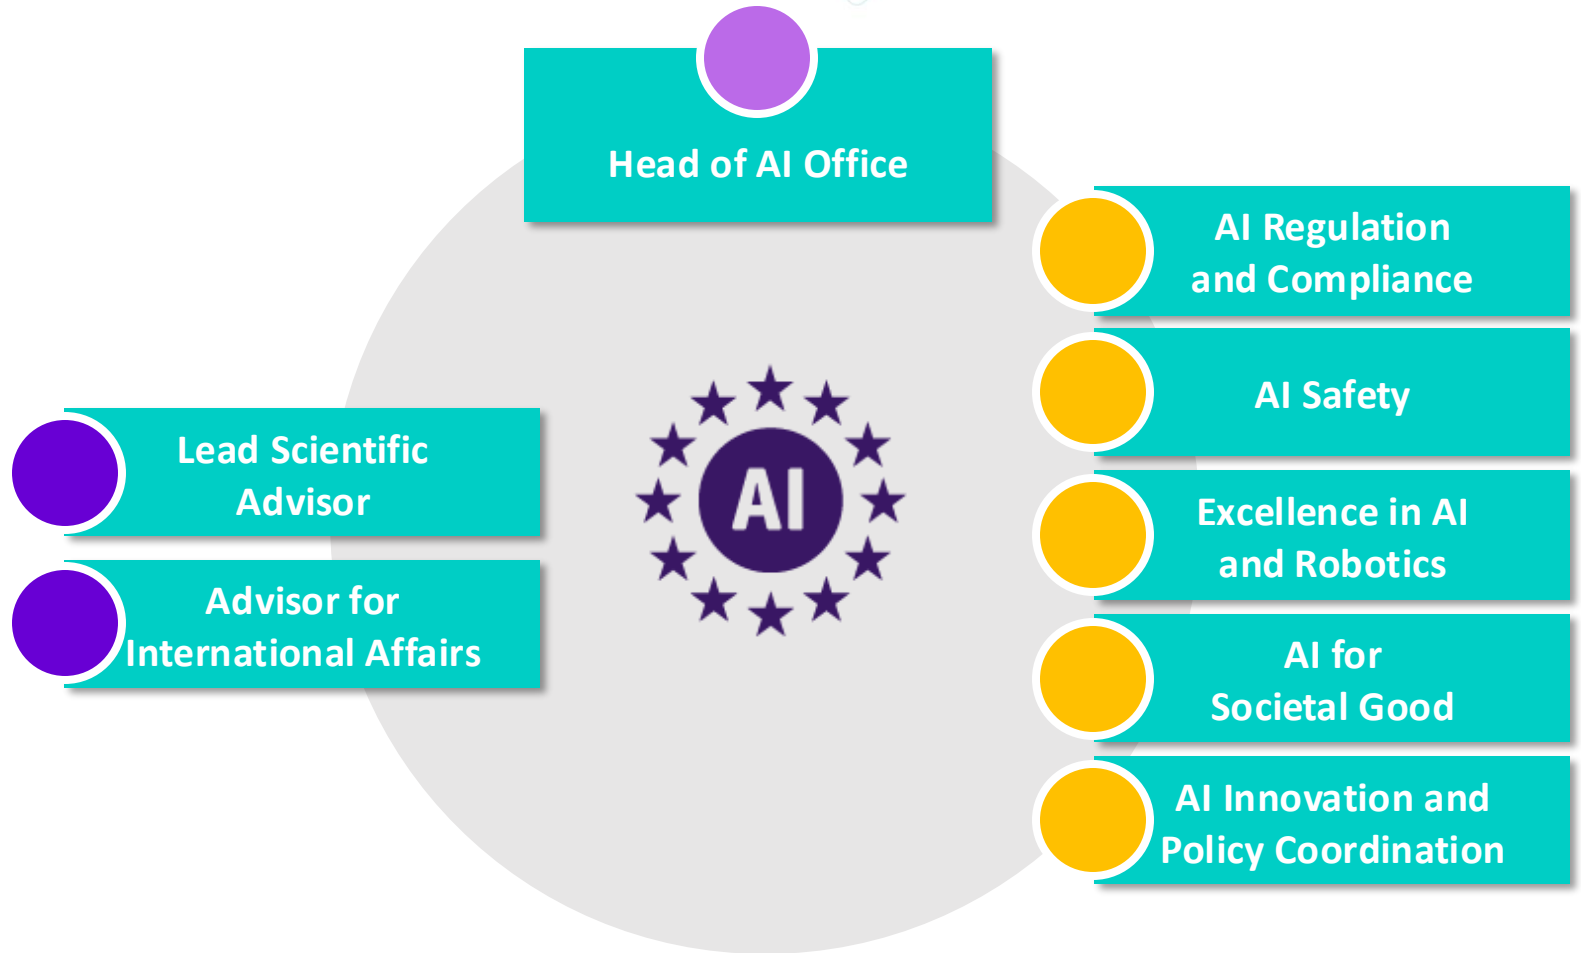 Head of AI Office
AI Regulation
and Compliance
AI Safety
Excellence in AI
and Robotics
AI for
Societal Good
AI Innovation and
Policy Coordination
Lead Scientific
Advisor
Advisor for
International Affairs
AI